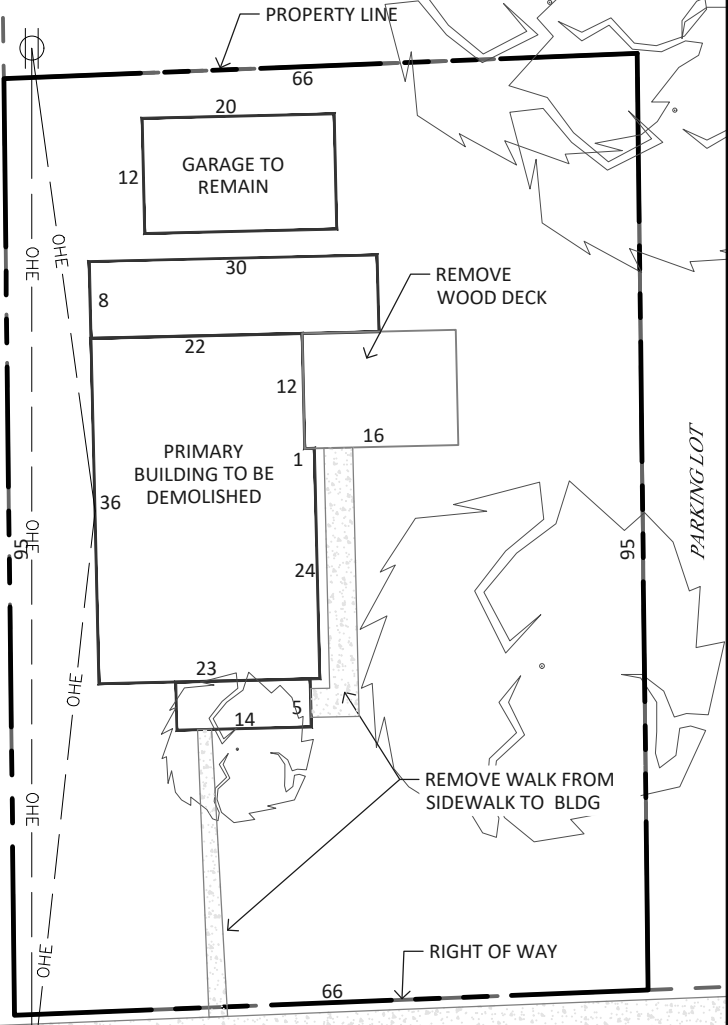 PROPERTY LINE
66
20
12
GARAGE TO
REMAIN
OHE
OHE
30
8
REMOVE
WOOD DECK
22
12
16
PRIMARY
BUILDING TO BE
DEMOLISHED
1
36
PARKING LOT
95
OHE
95
24
23
OHE
14
5
REMOVE WALK FROM
SIDEWALK TO BLDG
OHE
OHE
RIGHT OF WAY
66